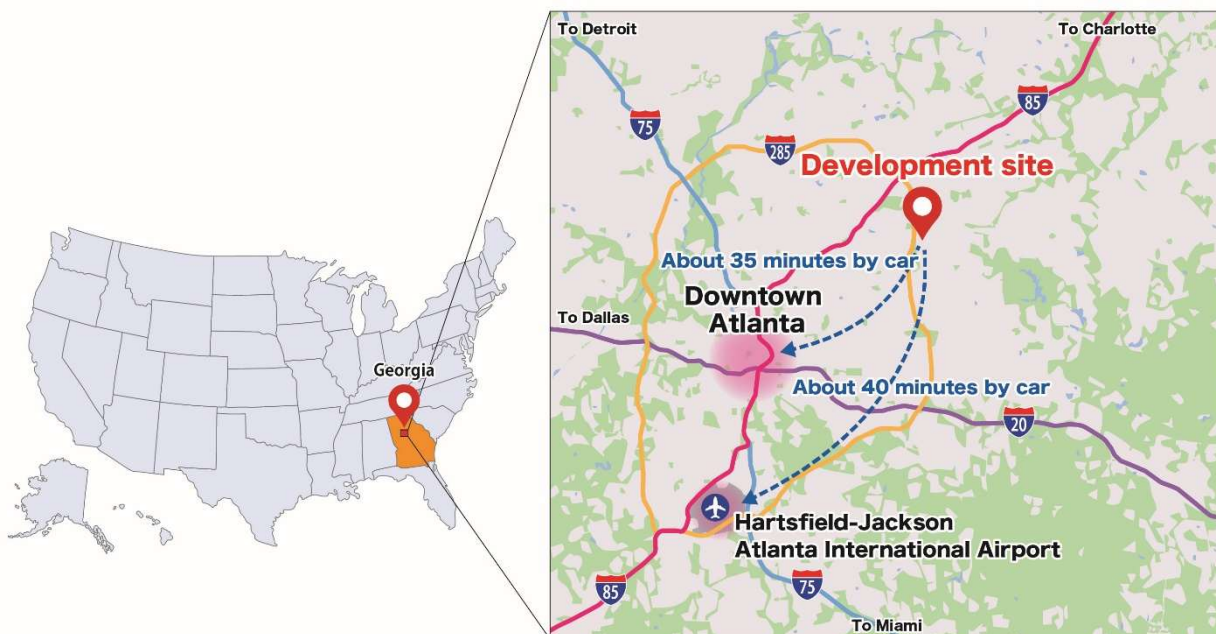 Georgia
To Detroit
To Charlotte
85
75
285
Development site
About 35 minutes by car
Downtown
Atlanta
To Dallas
About 40 minutes by car
20
Hartsfield-Jackson
Atlanta International Airport
85
75
To Miami